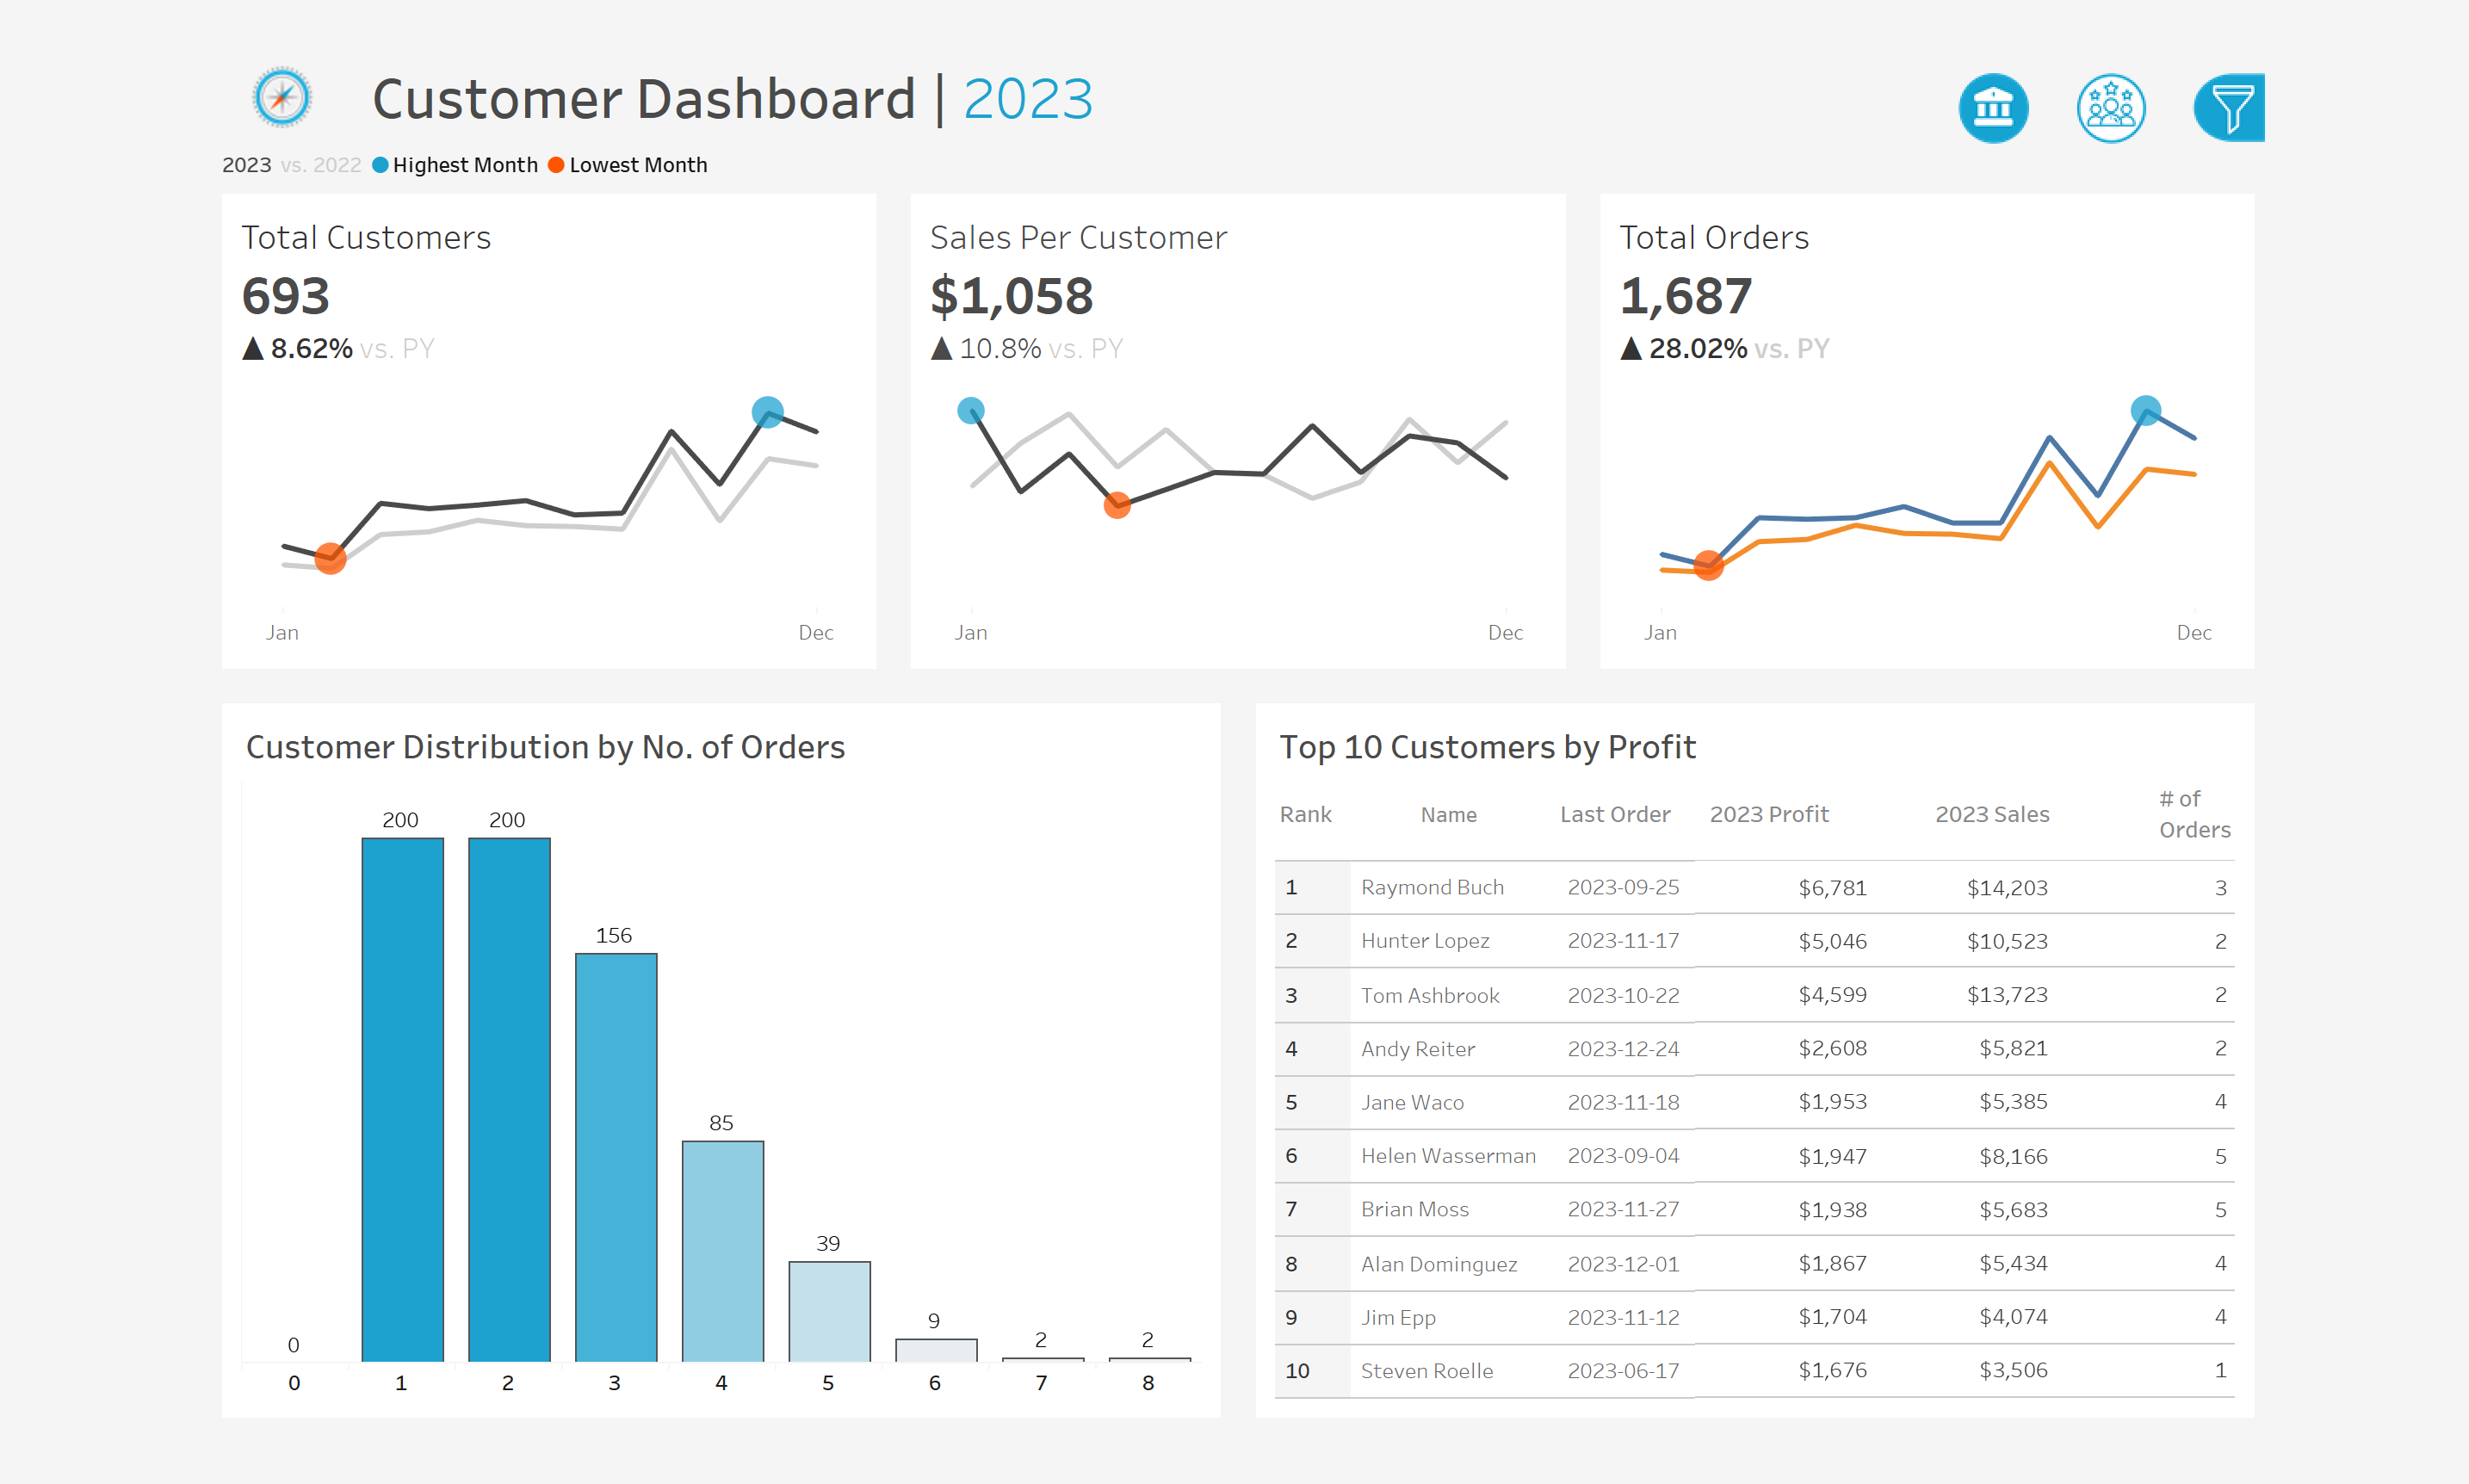 Customer Dashboard | 2023
2023 vs. 2022 Highest Month Lowest Month
Total Customers
693
▲ 8.62% vs. PY
Jan Dec
Sales Per Customer
$1,058
▲ 10.8% vs. PY
Jan Dec
Total Orders
1,687
▲ 28.02% vs. PY
Jan Dec
Customer Distribution by No. of Orders
0 200 200 156 85 39 9 2 2
0 1 2 3 4 5 6 7 8
Top 10 Customers by Profit
Rank Name Last Order 2023 Profit 2023 Sales # of Orders
1 Raymond Buch 2023-09-25 $6,781 $14,203 3
2 Hunter Lopez 2023-11-17 $5,046 $10,523 2
3 Tom Ashbrook 2023-10-22 $4,599 $13,723 2
4 Andy Reiter 2023-12-24 $2,608 $5,821 2
5 Jane Waco 2023-11-18 $1,953 $5,385 4
6 Helen Wasserman 2023-09-04 $1,947 $8,166 5
7 Brian Moss 2023-11-27 $1,938 $5,683 5
8 Alan Dominguez 2023-12-01 $1,867 $5,434 4
9 Jim Epp 2023-11-12 $1,704 $4,074 4
10 Steven Roelle 2023-06-17 $1,676 $3,506 1